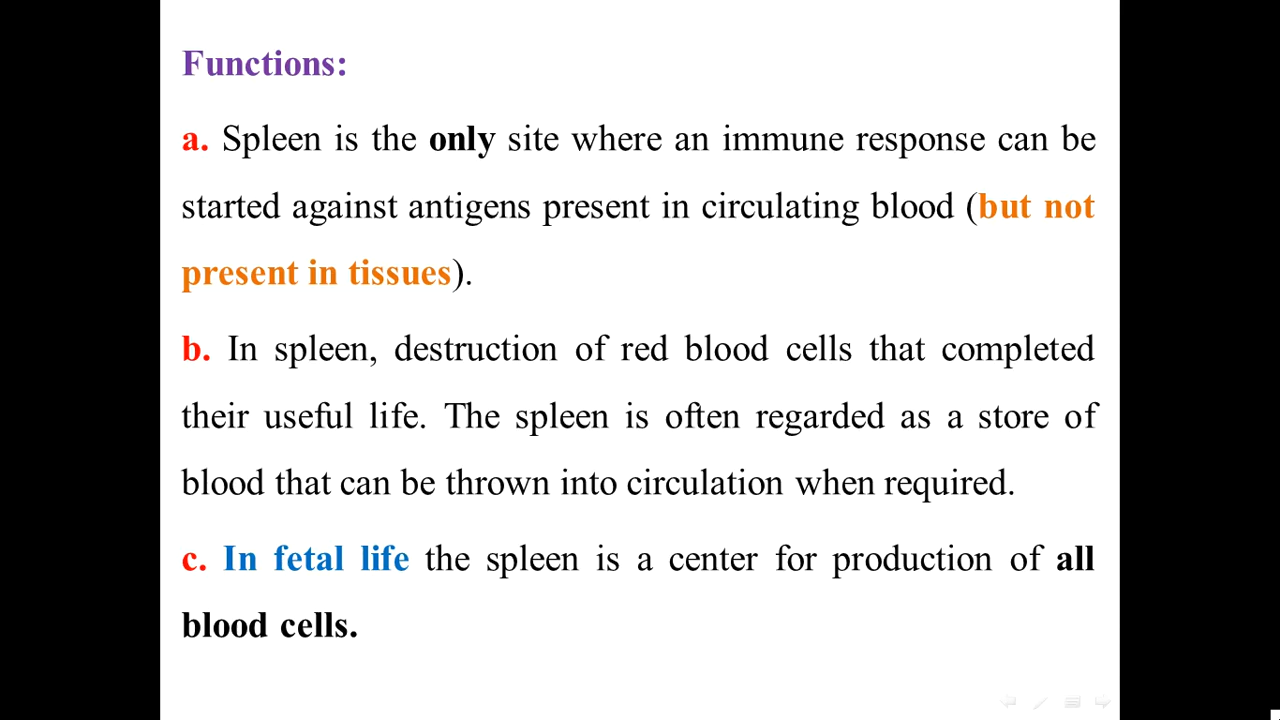 Functions:
a. Spleen is the only site where an immune response can be
started against antigens present in circulating blood (but not
present in tissues).
b. In spleen, destruction of red blood cells that completed
their useful life. The spleen is often regarded as a store of
blood that can be thrown into circulation when required.
c. In fetal life the spleen is a center for production of all
blood cells.